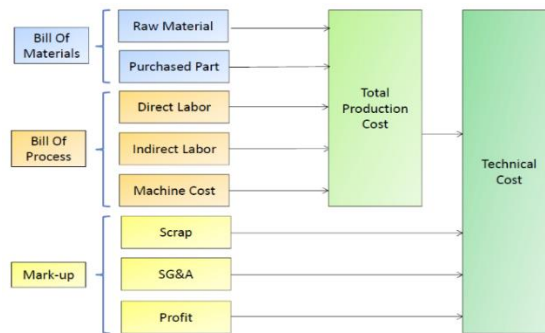 Bill Of
Materials
Raw Material
Purchased Part
Bill Of
Process
Direct Labor
Indirect Labor
Machine Cost
Mark-up
Scrap
SG&A
Profit
Total
Production
Cost
Technical
Cost